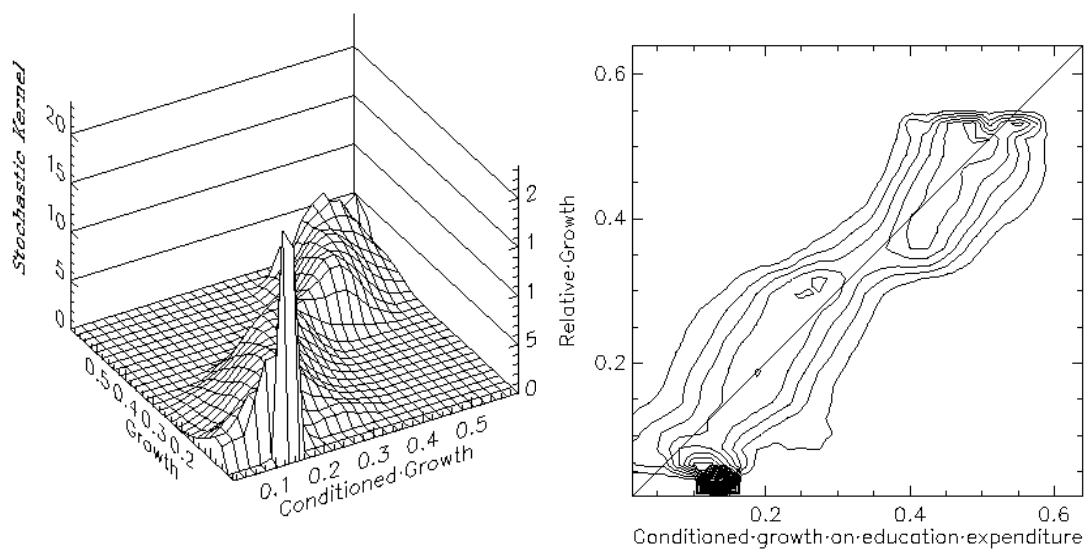 Stochastic Kernel
20
15
10
5
0
2
1
1
5
0
0.5 0.4 0.3 0.2
Growth
0.1 0.2 0.3 0.4 0.5
Conditioned·Growth
Relative·Growth
0.6
0.4
0.2
0.2 0.4 0.6
Conditioned·growth·on·education·expenditure